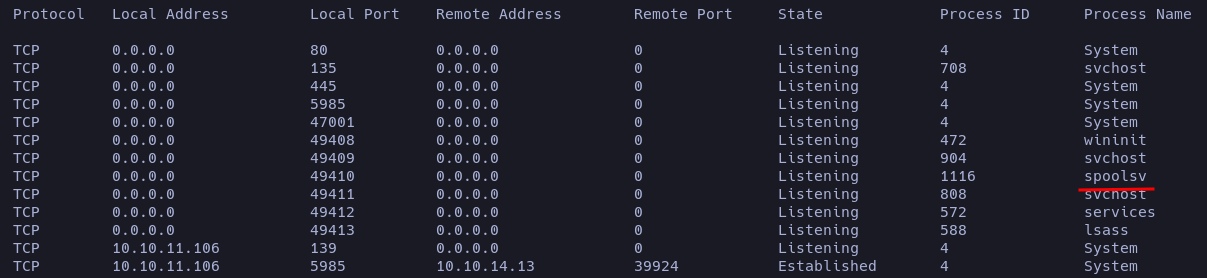 Protocol Local Address Local Port Remote Address Remote Port State Process ID Process Name
TCP 0.0.0.0 80 0.0.0.0 0 Listening 4 System
TCP 0.0.0.0 135 0.0.0.0 0 Listening 708 svchost
TCP 0.0.0.0 445 0.0.0.0 0 Listening 4 System
TCP 0.0.0.0 5985 0.0.0.0 0 Listening 4 System
TCP 0.0.0.0 47001 0.0.0.0 0 Listening 4 System
TCP 0.0.0.0 49408 0.0.0.0 0 Listening 472 wininit
TCP 0.0.0.0 49409 0.0.0.0 0 Listening 904 svchost
TCP 0.0.0.0 49410 0.0.0.0 0 Listening 1116 spoolsv
TCP 0.0.0.0 49411 0.0.0.0 0 Listening 808 svchost
TCP 0.0.0.0 49412 0.0.0.0 0 Listening 572 services
TCP 0.0.0.0 49413 0.0.0.0 0 Listening 588 lsass
TCP 10.10.11.106 139 0.0.0.0 0 Listening 4 System
TCP 10.10.11.106 5985 10.10.14.13 39924 Established 4 System